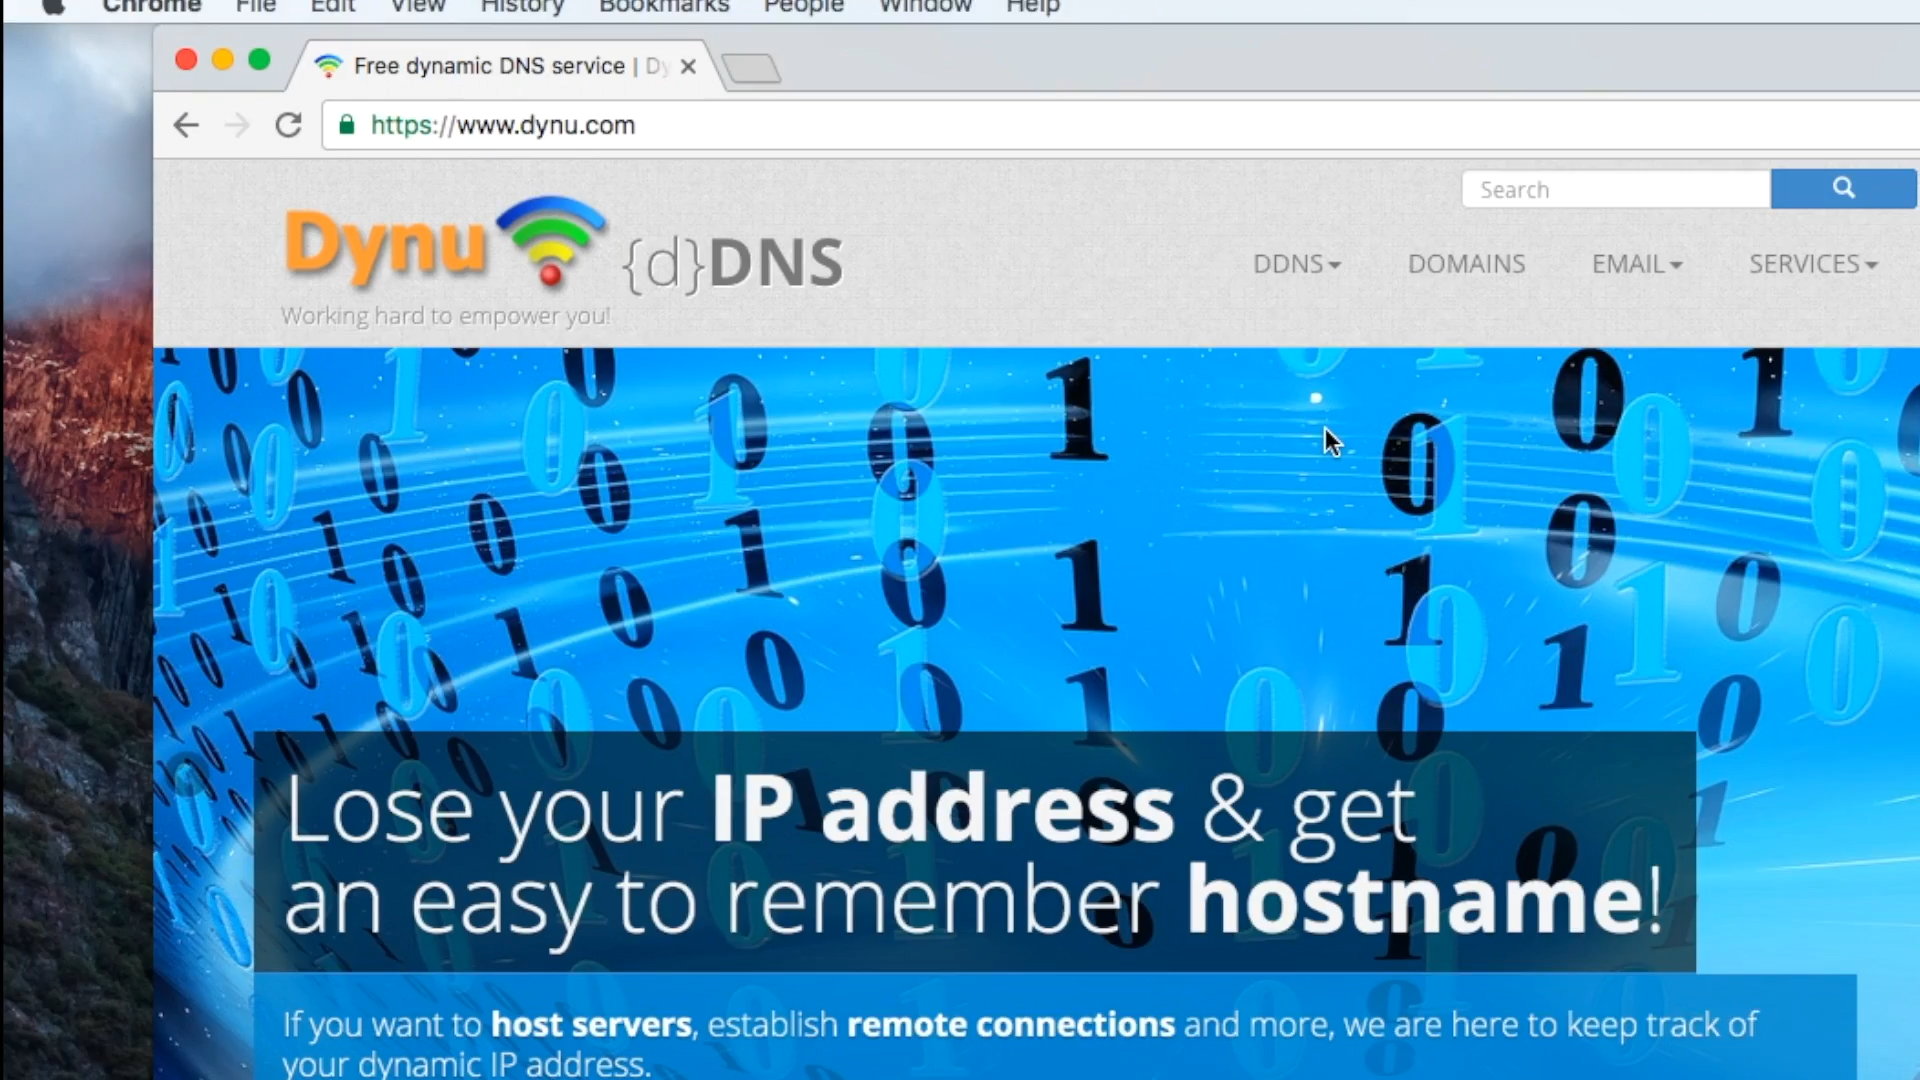 Chrome File Edit View History Bookmarks People Window Help
Free dynamic DNS service | Dy
https://www.dynu.com
Search
Dynu {d}DNS
DDNS DOMAINS EMAIL SERVICES
Working hard to empower you!
Lose your IP address & get
an easy to remember hostname!
If you want to host servers, establish remote connections and more, we are here to keep track of
your dynamic IP address.